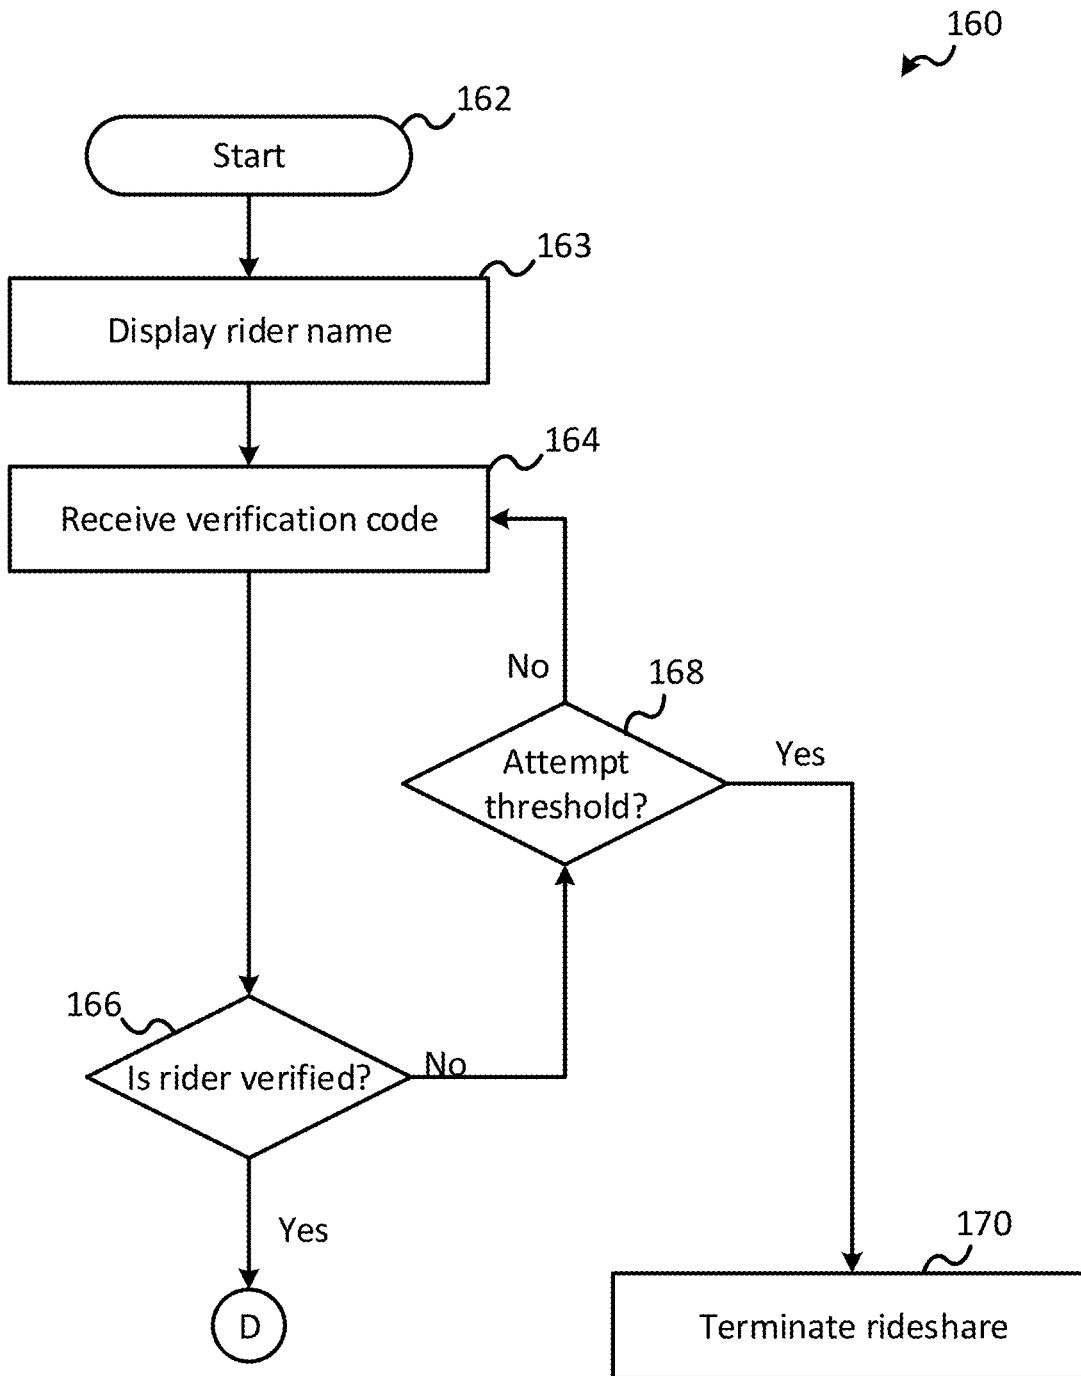 160
162
Start
163
Display rider name
164
Receive verification code
No
168
Attempt
threshold?
Yes
166
Is rider verified?
No
Yes
170
D
Terminate rideshare